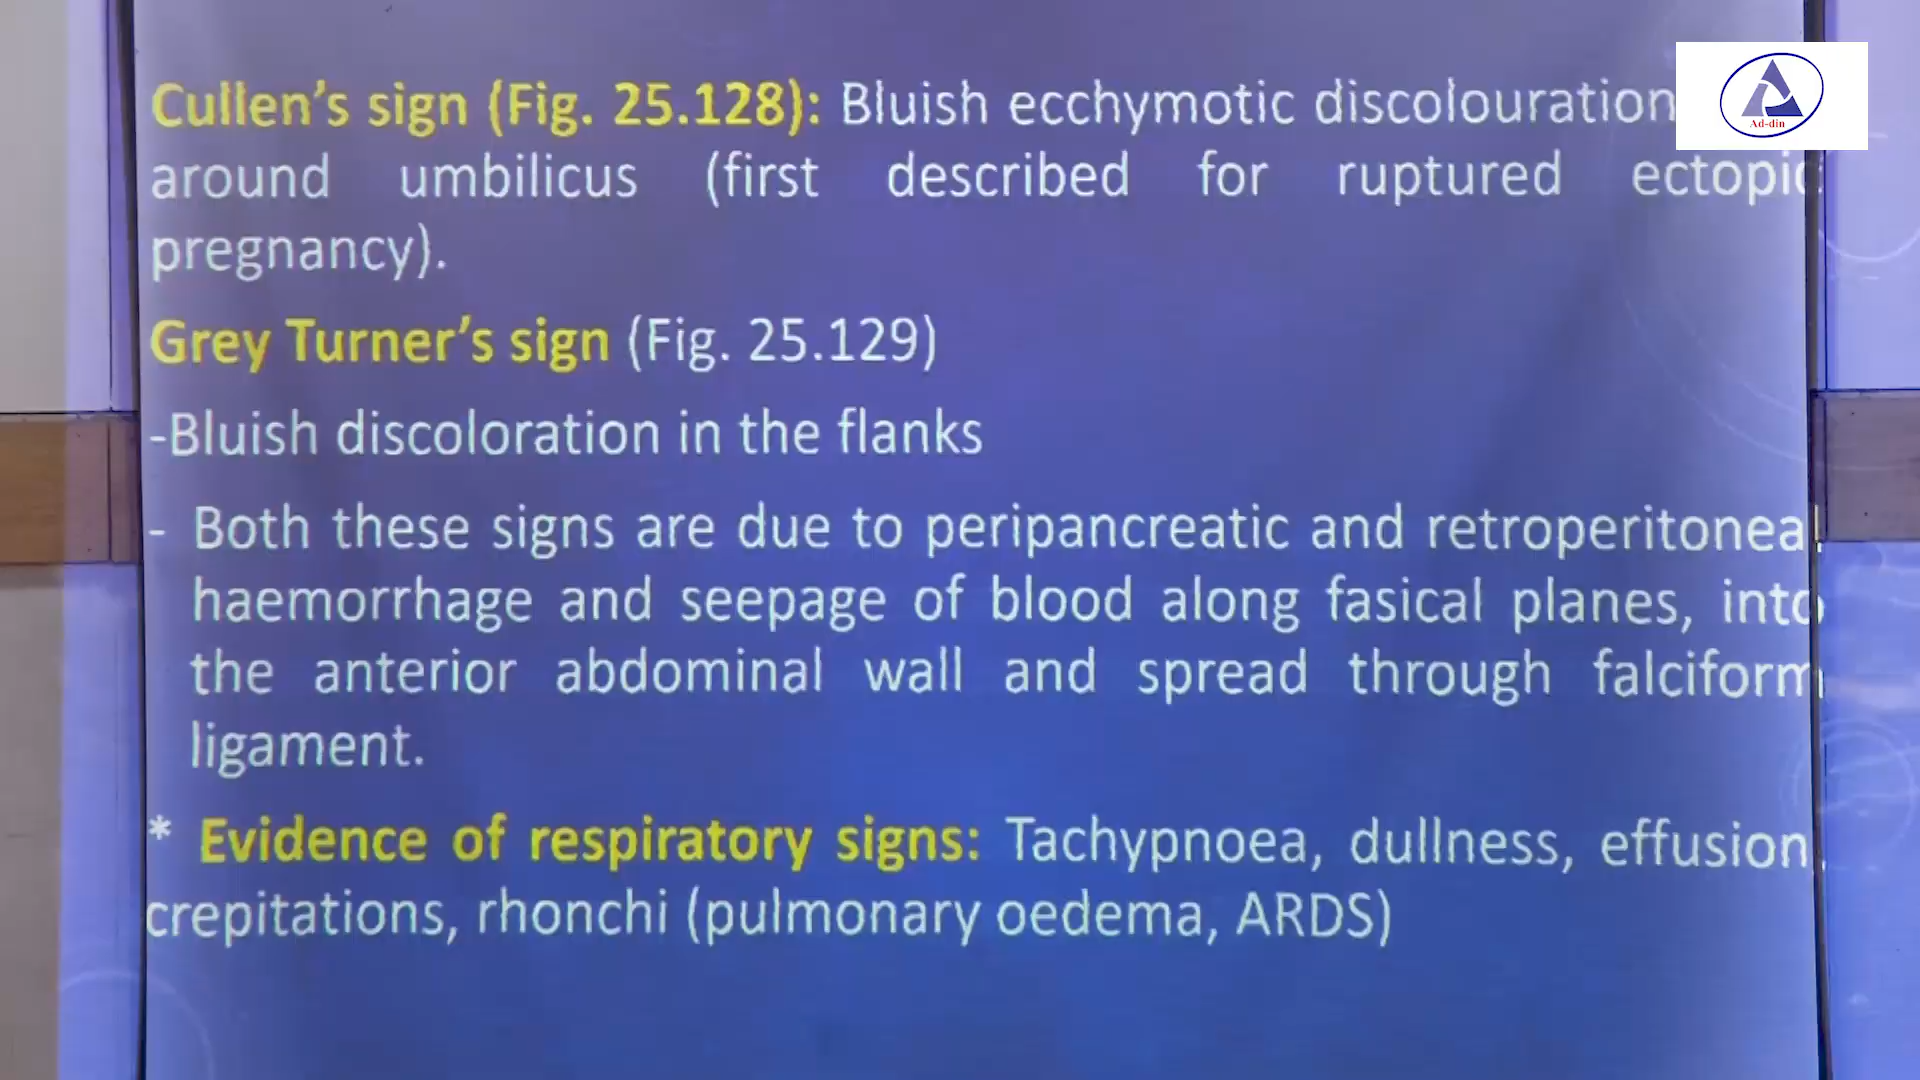 Cullen’s sign (Fig. 25.128): Bluish ecchymotic discolouration
Ad-din
around umbilicus (first described for ruptured ectopic
pregnancy).
Grey Turner’s sign (Fig. 25.129)
-Bluish discoloration in the flanks
- Both these signs are due to peripancreatic and retroperitoneal
haemorrhage and seepage of blood along fasical planes, into
the anterior abdominal wall and spread through falciform
ligament.
* Evidence of respiratory signs: Tachypnoea, dullness, effusion,
crepitations, rhonchi (pulmonary oedema, ARDS)